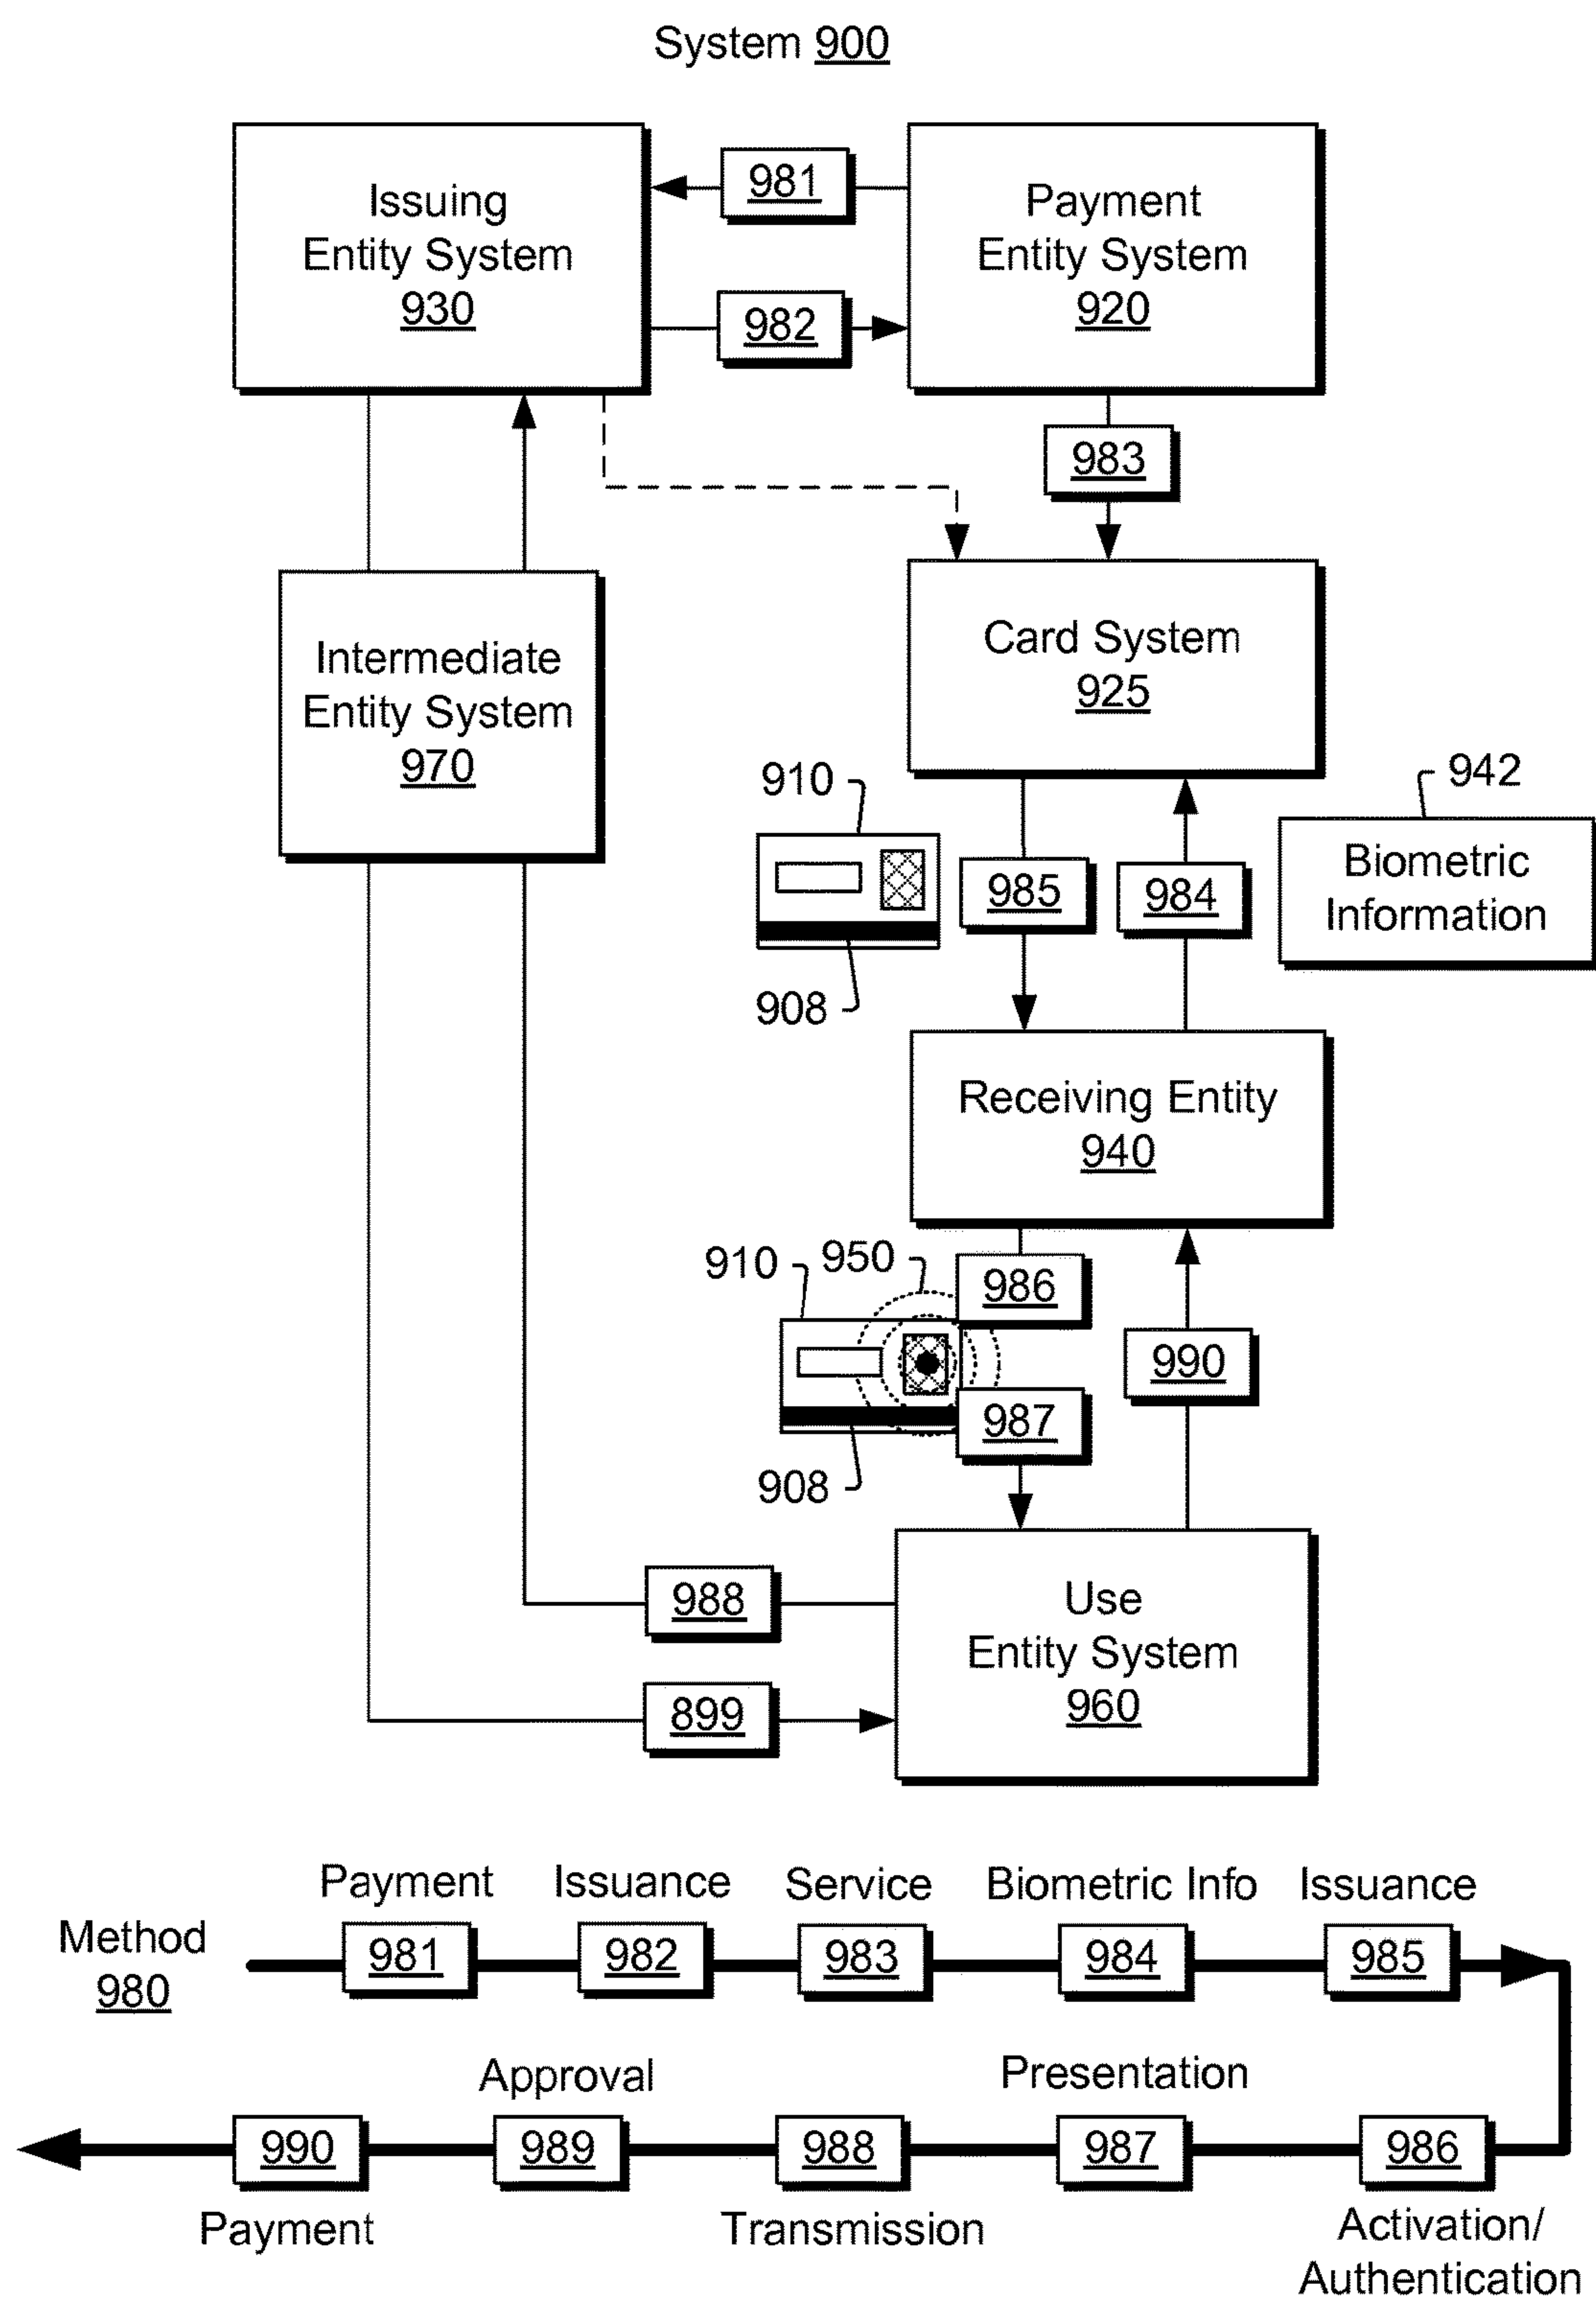 System 900
Issuing
Entity System
930
981
982
Payment
Entity System
920
983
Intermediate
Entity System
970
Card System
925
910
908
985
984
942
Biometric
Information
Receiving Entity
940
910
950
986
987
908
990
988
899
Use
Entity System
960
Method
980
Payment
Issuance
Service
Biometric Info
Issuance
981
982
983
984
985
Approval
Presentation
990
989
988
987
986
Payment
Transmission
Activation/
Authentication